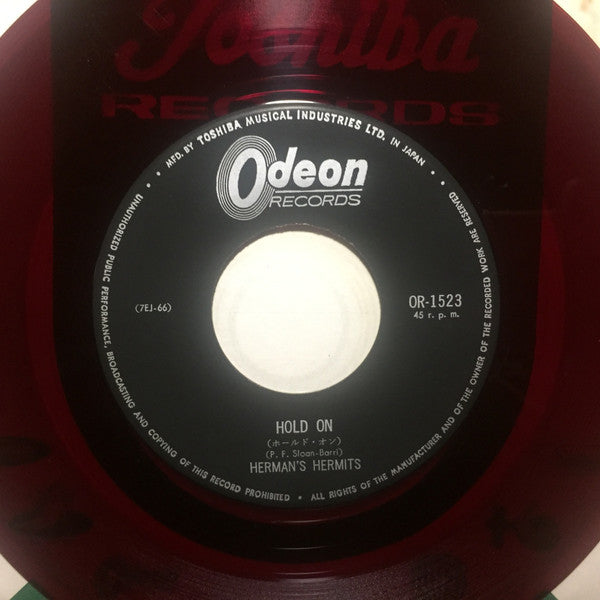 Toshiba
RECORDS
MFD. BY TOSHIBA MUSICAL INDUSTRIES LTD. IN JAPAN
Odeon
RECORDS
(7EJ-66)
OR-1523
45 r. p. m.
HOLD ON
(ホールド・オン)
(P. F. Sloan-Barri)
HERMAN'S HERMITS
UNAUTHORIZED PUBLIC PERFORMANCE, BROADCASTING AND COPYING OF THIS RECORD PROHIBITED • ALL RIGHTS OF THE MANUFACTURER AND OF THE OWNER OF THE RECORDED WORK ARE RESERVED